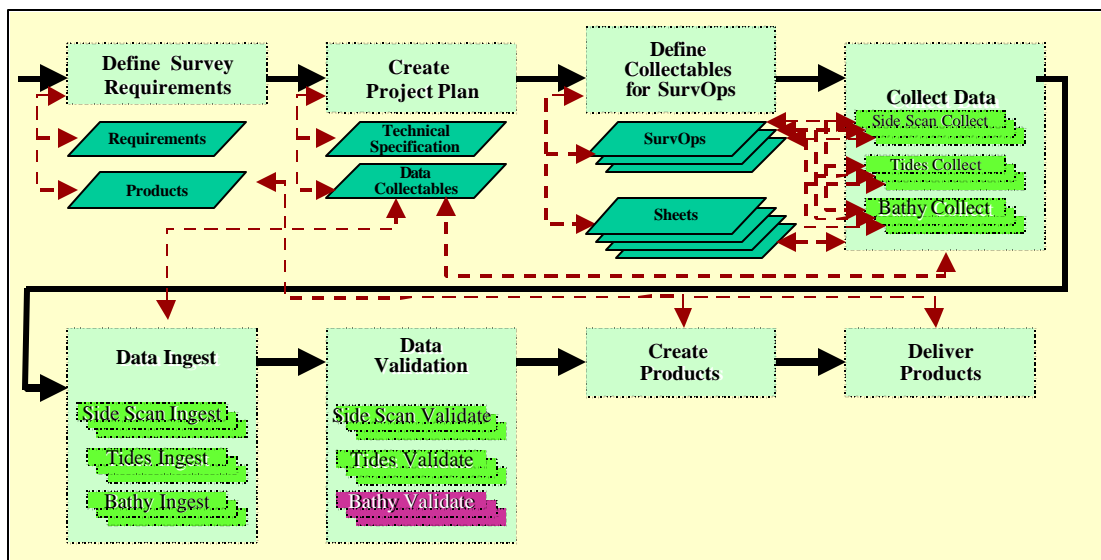 Define Survey
Requirements
Create
Project Plan
Define
Collectables
for SurvOps
Collect Data
Side Scan Collect
Tides Collect
Bathy Collect
Requirements
Products
Technical
Specification
Data
Collectables
SurvOps
Sheets
Data Ingest
Side Scan Ingest
Tides Ingest
Bathy Ingest
Data
Validation
Side Scan Validate
Tides Validate
Bathy Validate
Create
Products
Deliver
Products